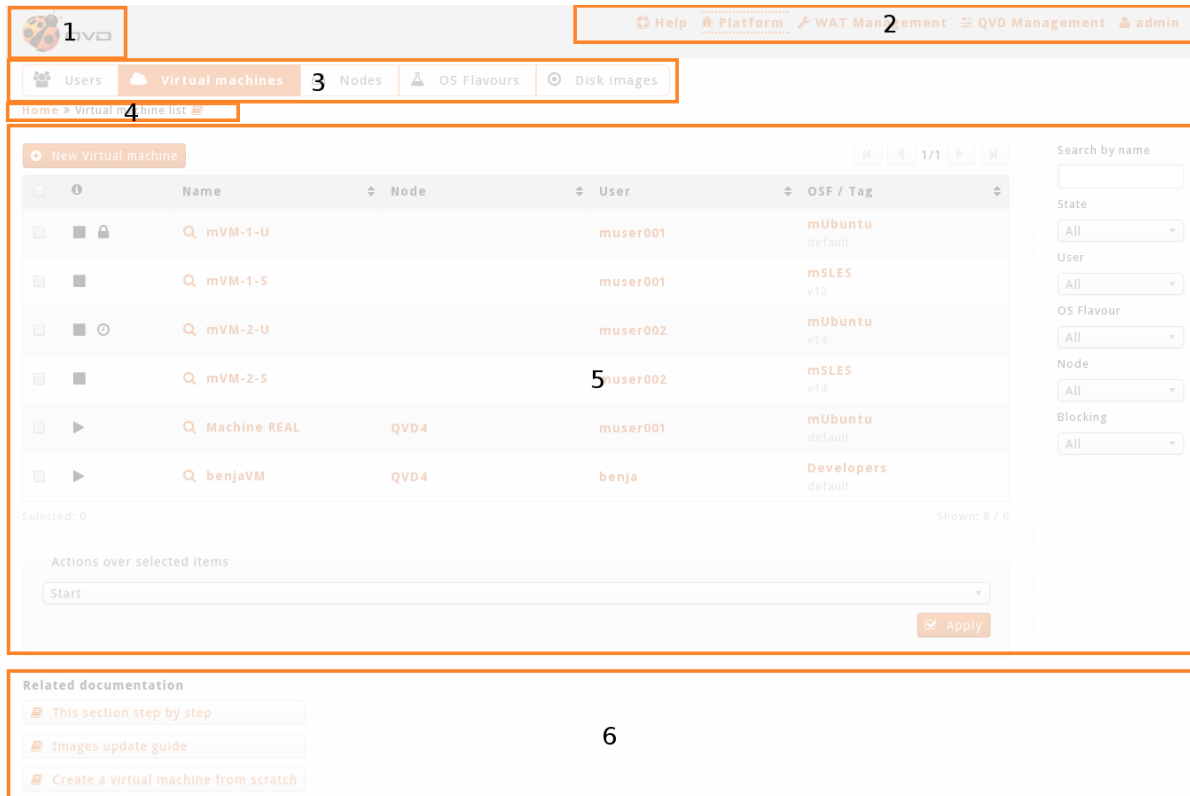 1
QVD
Help Platform WAT Management QVD Management admin
2
Users Virtual machines Nodes OS Flavours Disk images
3
Home » Virtual machine list
4
New Virtual machine
1/1
Name Node User OSF / Tag
mVM-1-U muser001 mUbuntu
default
mVM-1-S muser001 mSLES
v12
mVM-2-U muser002 mUbuntu
v14
mVM-2-S muser002 mSLES
v14
5
Machine REAL QVD4 muser001 mUbuntu
default
benjaVM QVD4 benja Developers
default
Selected: 0 Shown: 6 / 6
Actions over selected items
Start
Apply
Search by name
State
All
User
All
OS Flavour
All
Node
All
Blocking
All
Related documentation
This section step by step
Images update guide
Create a virtual machine from scratch
6